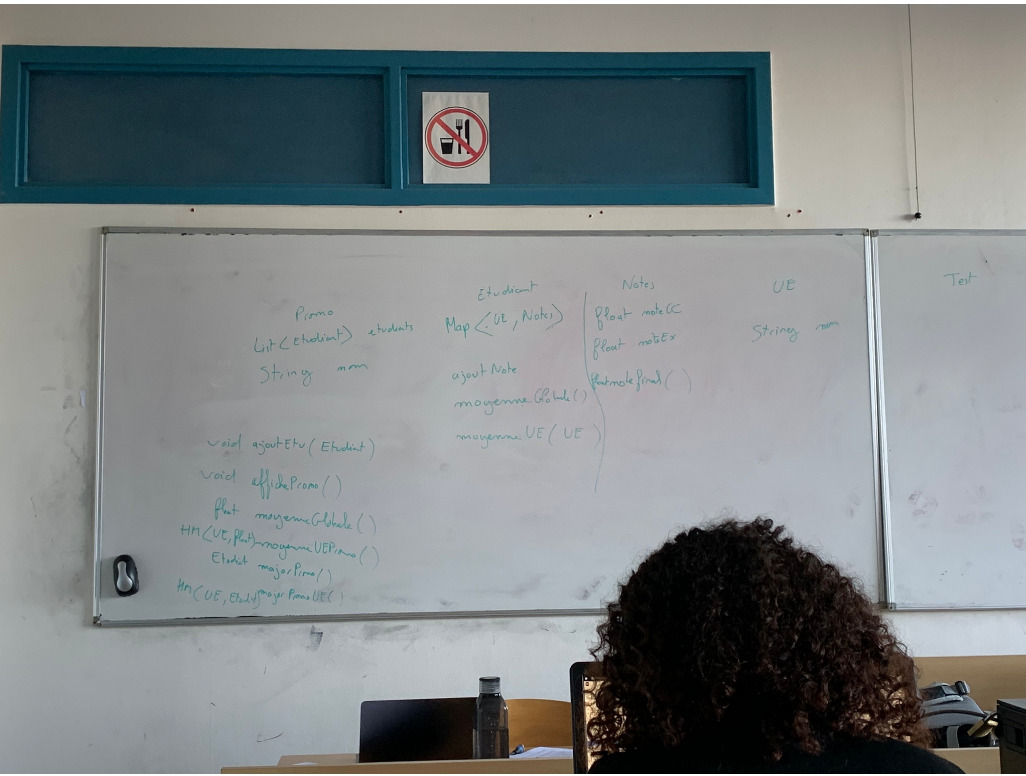 Promo
List<Etudiant> etudiants
String nom
void ajoutEtu(Etudiant)
void affichePromo()
float moyenneGlobale()
HM<UE, float> moyenneUEPromo()
Etudiat majorPromo()
HM<UE, Etudt> majorPromoUE()
Etudiant
Map<UE, Notes>
ajoutNote
moyenneGlobale()
moyenneUE(UE)
Notes
float noteCC
float noteEx
float noteFinal()
UE
String nom
Test